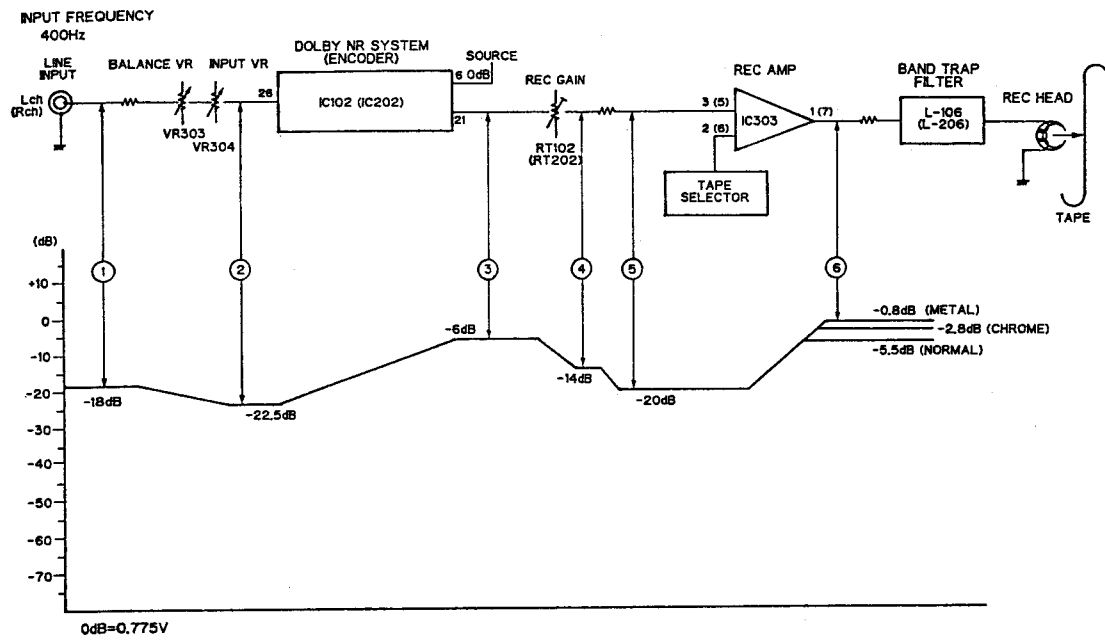 INPUT FREQUENCY
400Hz
LINE
INPUT
Lch
(Rch)
BALANCE VR
INPUT VR
VR303
VR304
26
DOLBY NR SYSTEM
(ENCODER)
IC102 (IC202)
6 0dB
SOURCE
21
REC GAIN
RT102
(RT202)
REC AMP
3 (5)
2 (6)
IC303
1 (7)
TAPE
SELECTOR
BAND TRAP
FILTER
L-106
(L-206)
REC HEAD
TAPE
(dB)
1
2
3
4
5
6
+10
0
-10
-20
-30
-40
-50
-60
-70
-18dB
-22.5dB
-6dB
-14dB
-20dB
-0.8dB (METAL)
-2.8dB (CHROME)
-5.5dB (NORMAL)
0dB=0.775V